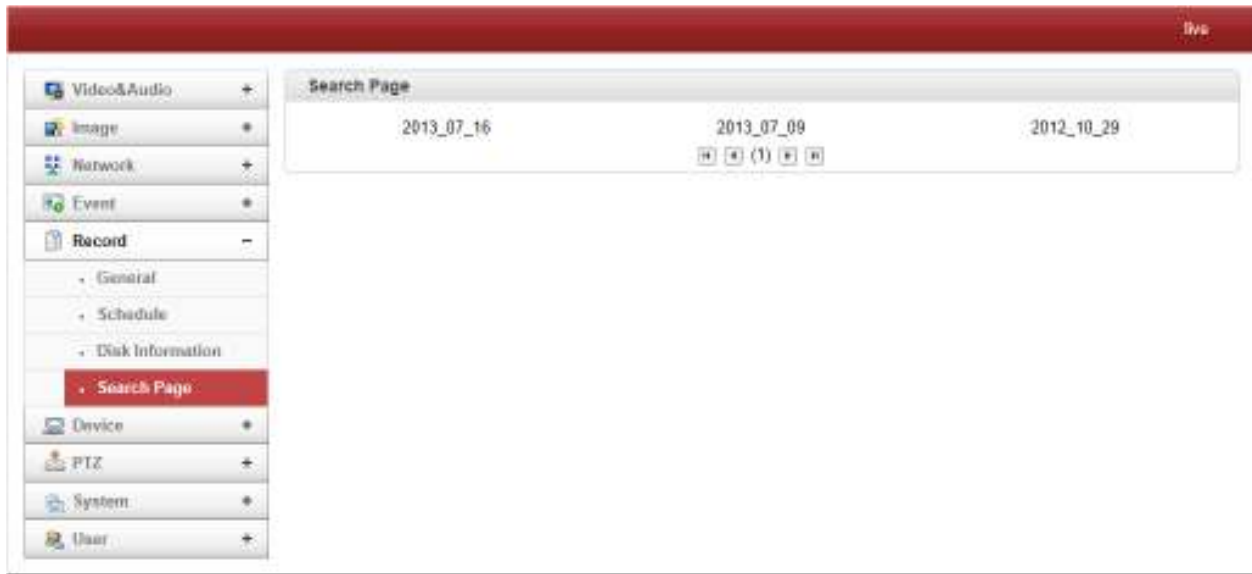 live
Video&Audio +
Image +
Network +
Event +
Record -
General
Schedule
Disk Information
Search Page
Device +
PTZ +
System +
User +
Search Page
2013_07_16 2013_07_09 2012_10_29
(1)